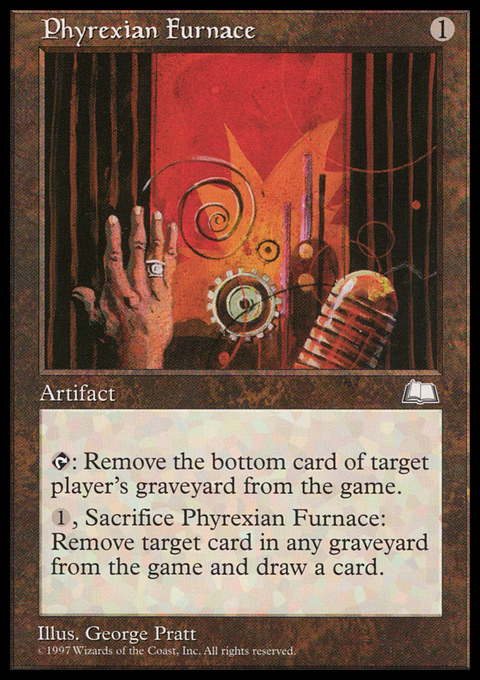 Phyrexian Furnace 1
Artifact
: Remove the bottom card of target
player's graveyard from the game.
1, Sacrifice Phyrexian Furnace:
Remove target card in any graveyard
from the game and draw a card.
Illus. George Pratt
©1997 Wizards of the Coast, Inc. All rights reserved.